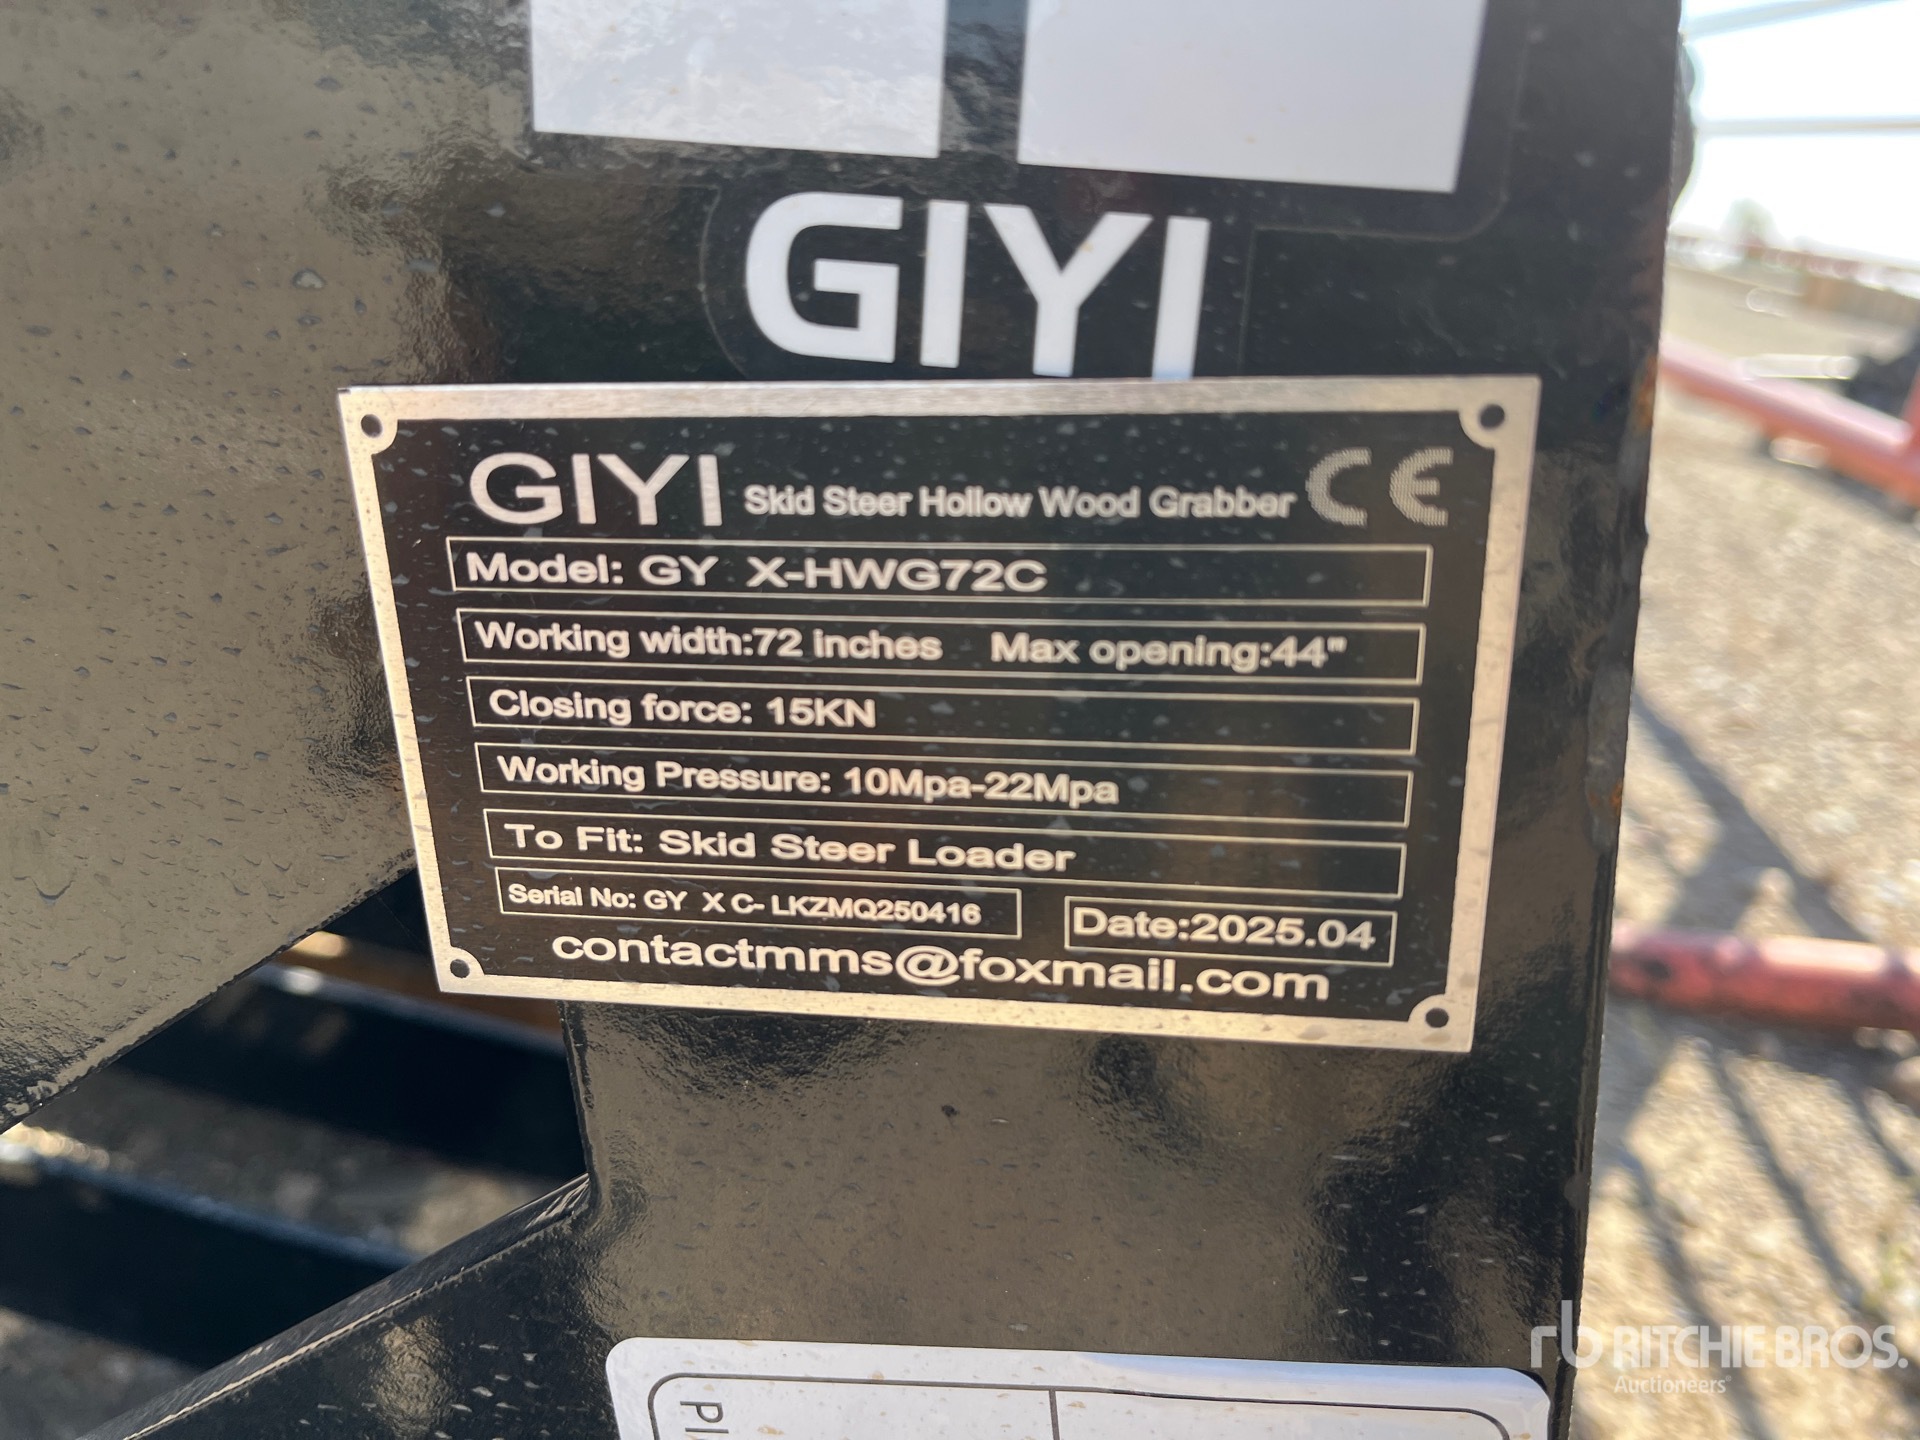 GIYI
GIYI Skid Steer Hollow Wood Grabber CE
Model: GY X-HWG72C
Working width:72 inches Max opening:44"
Closing force: 15KN
Working Pressure: 10Mpa-22Mpa
To Fit: Skid Steer Loader
Serial No: GY X C- LKZMQ250416 Date:2025.04
contactmms@foxmail.com
rb RITCHIE BROS.
Auctioneers